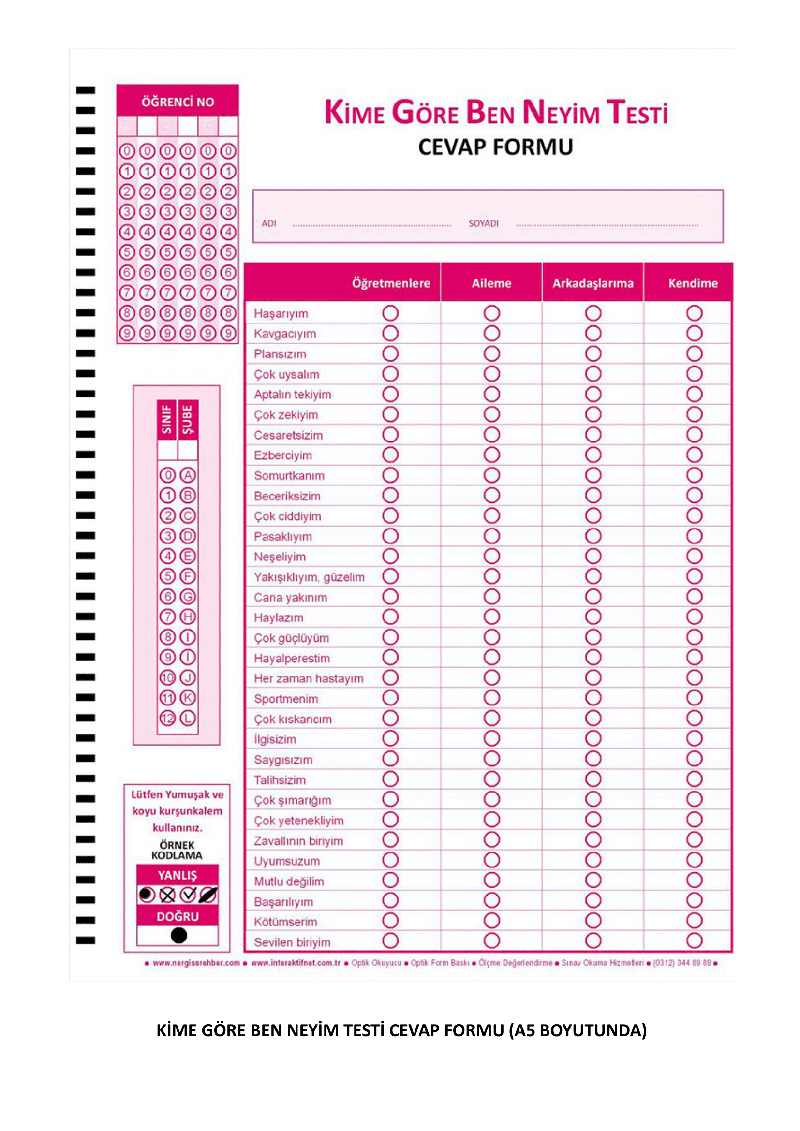 ÖĞRENCİ NO
0 0 0 0 0 0
1 1 1 1 1 1
2 2 2 2 2 2
3 3 3 3 3 3
4 4 4 4 4 4
5 5 5 5 5 5
6 6 6 6 6 6
7 7 7 7 7 7
8 8 8 8 8 8
9 9 9 9 9 9
KİME GÖRE BEN NEYİM TESTİ
CEVAP FORMU
ADI ........................................ SOYADI ........................................
Öğretmenlere Aileme Arkadaşlarıma Kendime
Haşarıyım
Kavgacıyım
Plansızım
Çok uysalım
Aptalın tekiyim
Çok zekiyim
Cesaretsizim
Ezberciyim
Somurtkanım
Beceriksizim
Çok ciddiyim
Pasaklıyım
Neşeliyim
Yakışıklıyım, güzelim
Cana yakınım
Haylazım
Çok güçlüyüm
Hayalperestim
Her zaman hastayım
Sportmenim
Çok kıskancım
İlgisizim
Saygısızım
Talihsizim
Çok şımarığım
Çok yetenekliyim
Zavallının biriyim
Uyumsuzum
Mutlu değilim
Başarılıyım
Kötümserim
Sevilen biriyim
SINIF ŞUBE
0 A
1 B
2 C
3 D
4 E
5 F
6 G
7 H
8 I
9 I
10 J
11 K
12 L
Lütfen Yumuşak ve
koyu kurşunkalem
kullanınız.
ÖRNEK
KODLAMA
YANLIŞ
DOĞRU
● www.nergissrehber.com ● www.interaktifnet.com.tr ● Optik Okuyucu ● Optik Form Baskı ● Ölçme Değerlendirme ● Sınav Okuma Hizmetleri ● (0312) 344 89 89 ●
KİME GÖRE BEN NEYİM TESTİ CEVAP FORMU (A5 BOYUTUNDA)